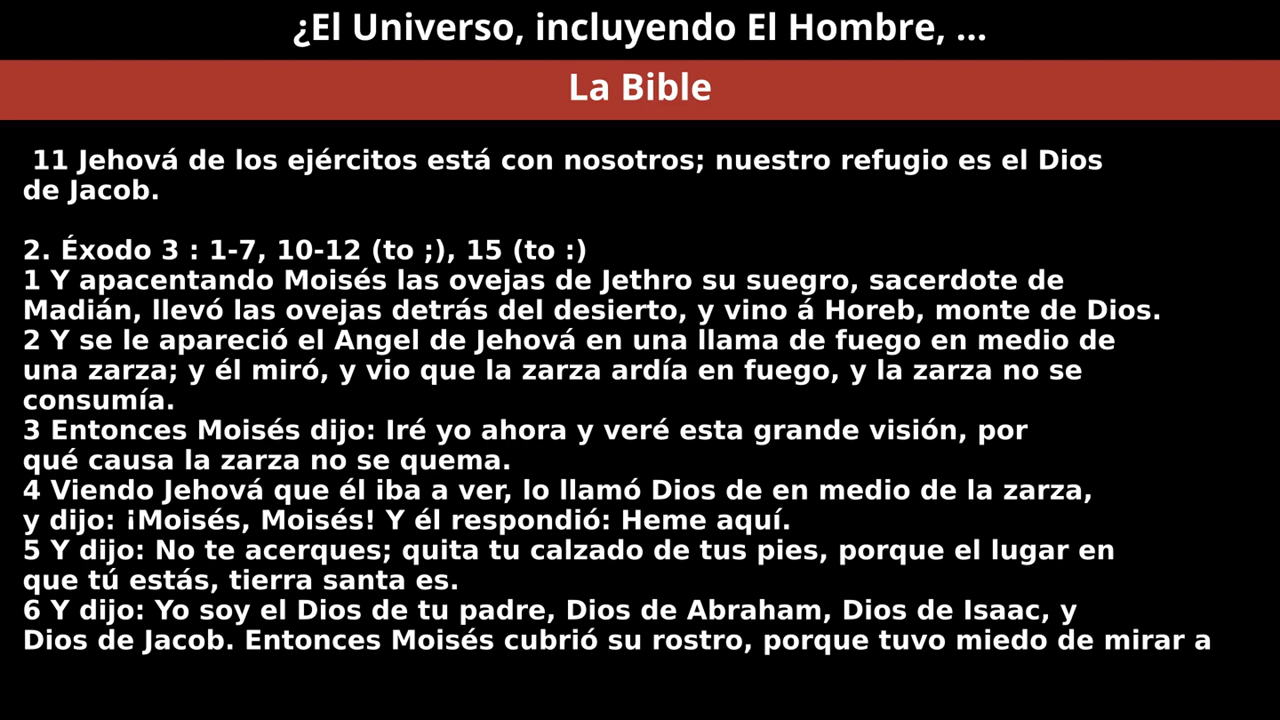 ¿El Universo, incluyendo El Hombre, ...
La Bible
11 Jehová de los ejércitos está con nosotros; nuestro refugio es el Dios
de Jacob.
2. Éxodo 3 : 1-7, 10-12 (to ;), 15 (to :)
1 Y apacentando Moisés las ovejas de Jethro su suegro, sacerdote de
Madián, llevó las ovejas detrás del desierto, y vino á Horeb, monte de Dios.
2 Y se le apareció el Angel de Jehová en una llama de fuego en medio de
una zarza; y él miró, y vio que la zarza ardía en fuego, y la zarza no se
consumía.
3 Entonces Moisés dijo: Iré yo ahora y veré esta grande visión, por
qué causa la zarza no se quema.
4 Viendo Jehová que él iba a ver, lo llamó Dios de en medio de la zarza,
y dijo: ¡Moisés, Moisés! Y él respondió: Heme aquí.
5 Y dijo: No te acerques; quita tu calzado de tus pies, porque el lugar en
que tú estás, tierra santa es.
6 Y dijo: Yo soy el Dios de tu padre, Dios de Abraham, Dios de Isaac, y
Dios de Jacob. Entonces Moisés cubrió su rostro, porque tuvo miedo de mirar a